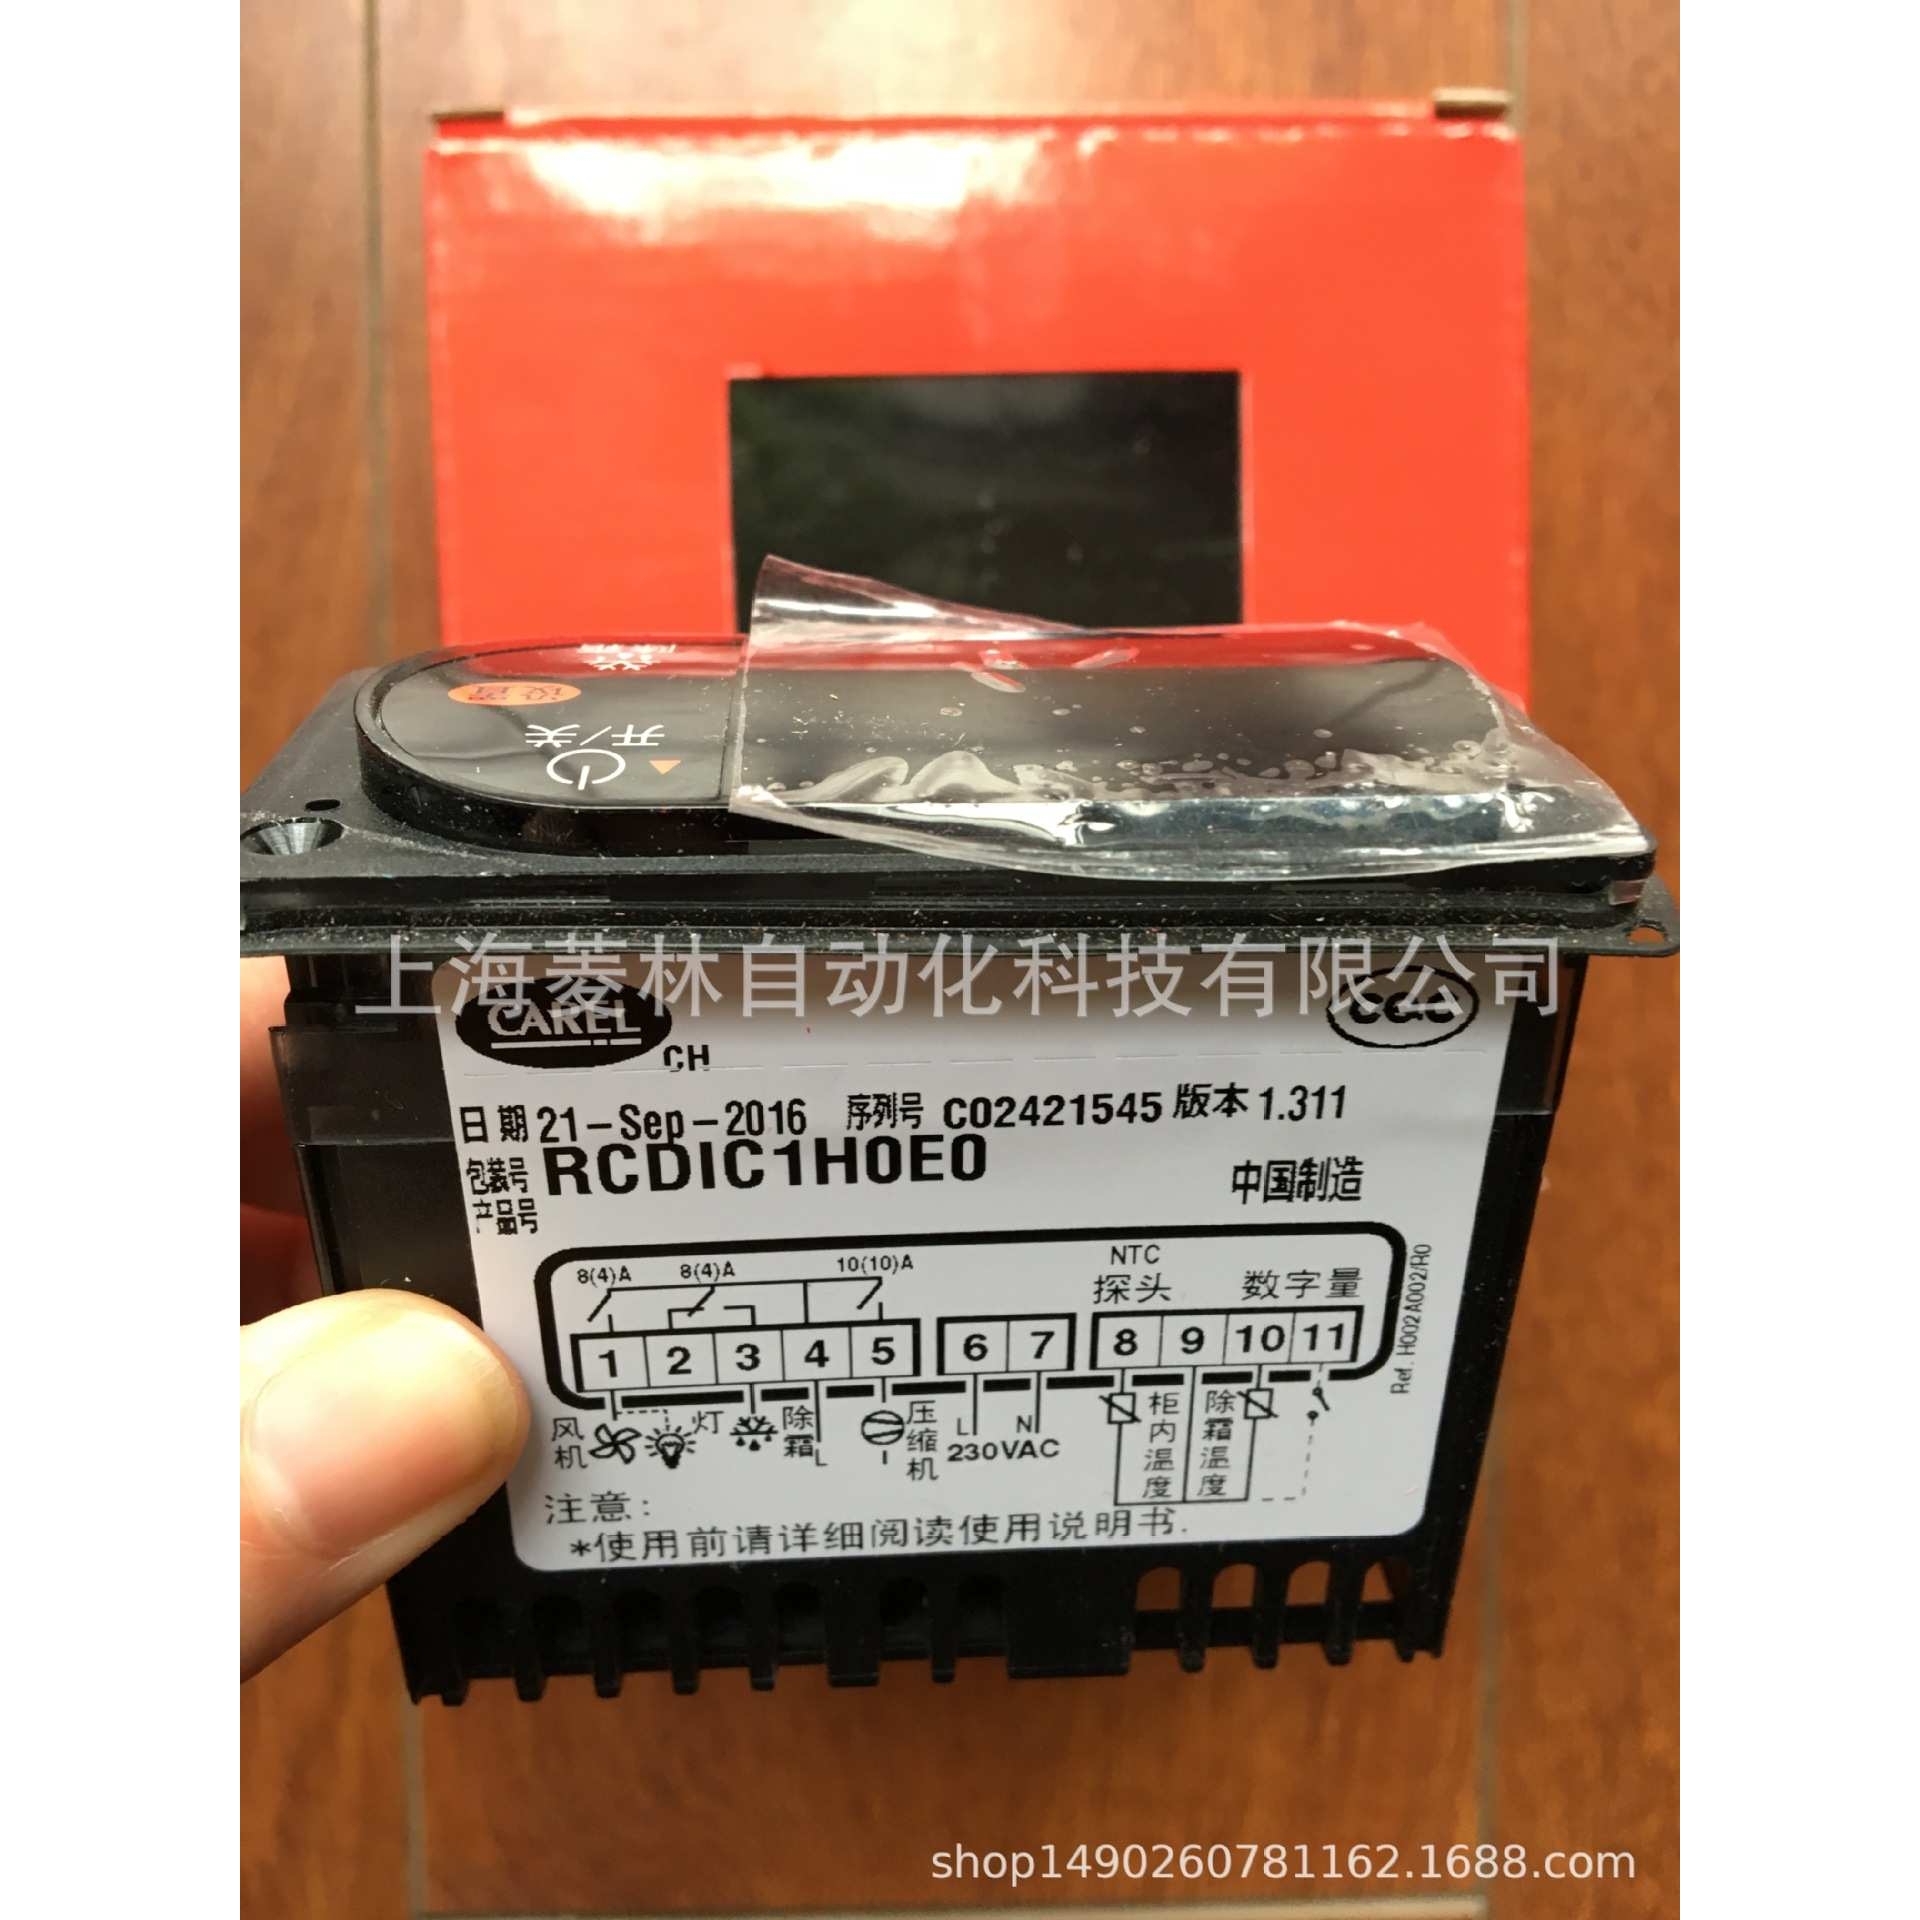 开/关
上海菱林自动化科技有限公司
CAREL
CH
日期 21-Sep-2016 序列号 C02421545 版本 1.311
包装号 RCDIC1H0E0
产品号
中国制造
8(4)A 8(4)A 10(10)A
NTC
探头 数字量
1 2 3 4 5 6 7 8 9 10 11
Ref. H002A002/R0
风机 灯 除霜 L 压缩机 L N
230VAC
柜内温度 除霜温度
注意:
*使用前请详细阅读使用说明书.
shop1490260781162.1688.com